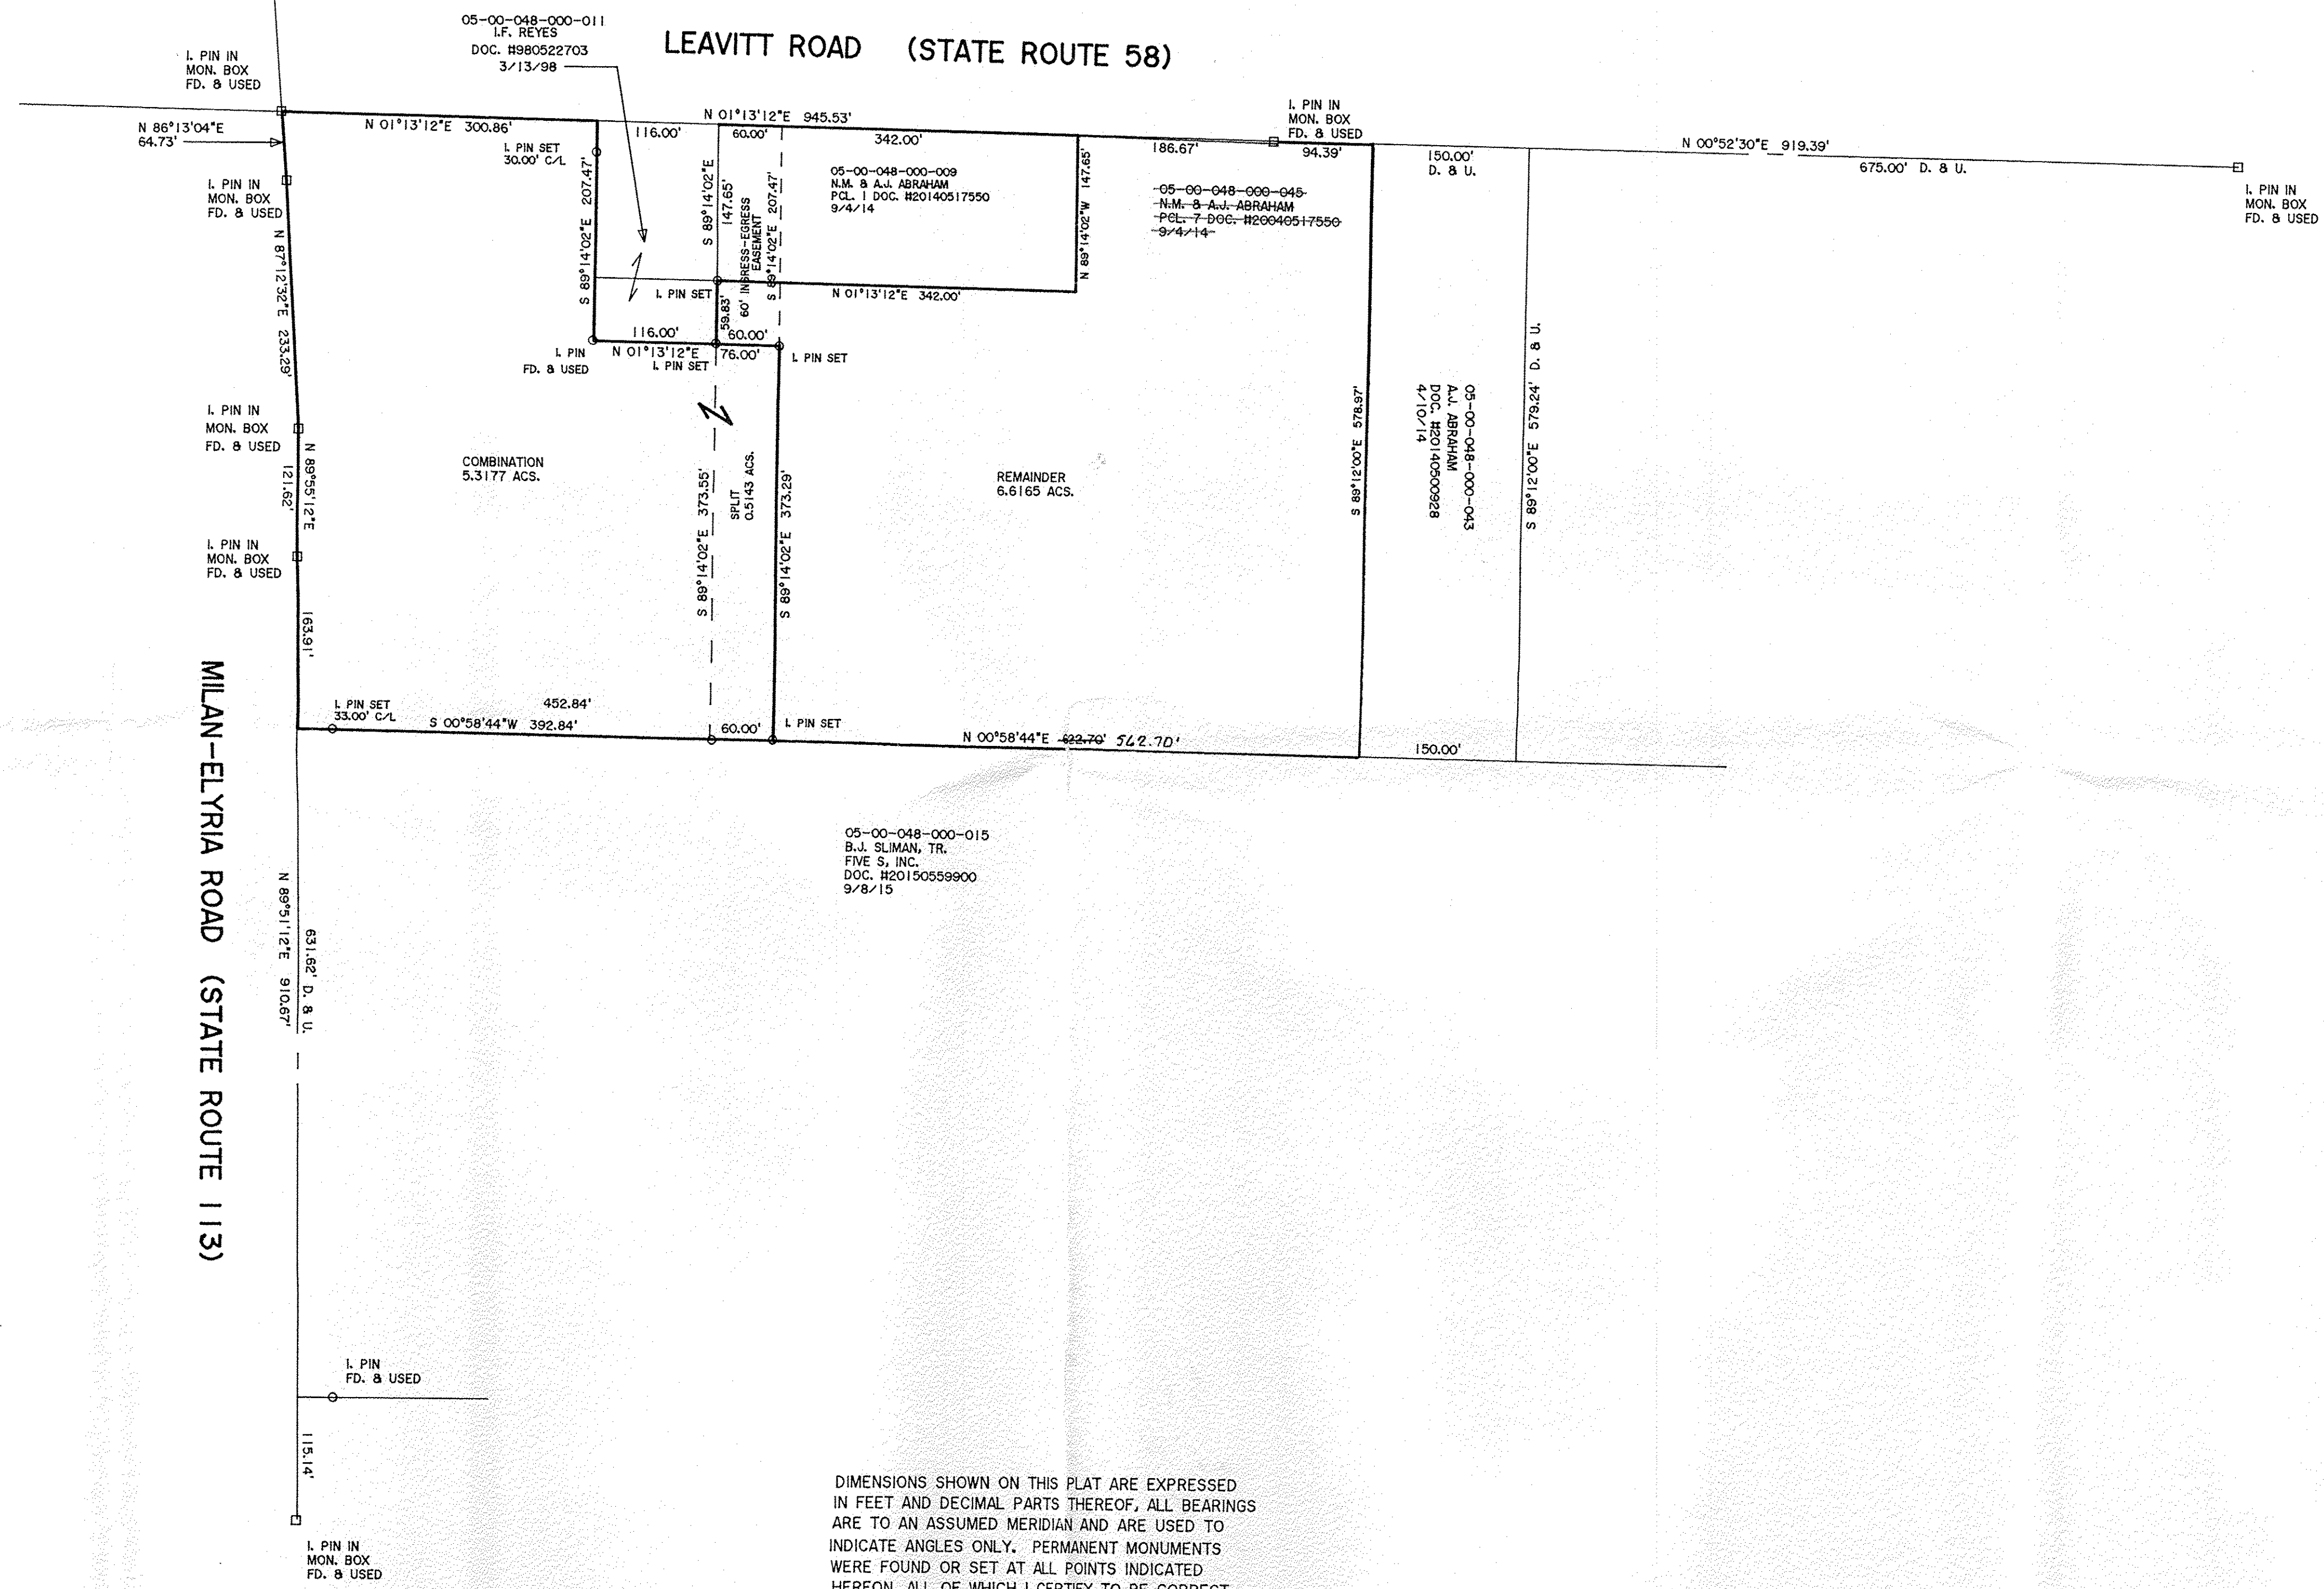 05-00-048-000-011
I.F. REYES
DOC. #980522703
3/13/98
LEAVITT ROAD (STATE ROUTE 58)
I. PIN IN
MON. BOX
FD. & USED
N 86°13'04"E
64.73'
N 01°13'12"E 300.86'
I. PIN SET
30.00' C/L
116.00'
N 01°13'12"E 945.53'
60.00'
342.00'
186.67'
I. PIN IN
MON. BOX
FD. & USED
94.39'
150.00'
D. & U.
N 00°52'30"E 919.39'
675.00' D. & U.
I. PIN IN
MON. BOX
FD. & USED
I. PIN IN
MON. BOX
FD. & USED
S 89°14'02"E 207.47'
S 89°14'02"E
147.65'
60' INGRESS-EGRESS
EASEMENT
S 89°14'02"E 207.47'
05-00-048-000-009
N.M. & A.J. ABRAHAM
PCL. 1 DOC. #20140517550
9/4/14
N 89°14'02"W 147.65'
05-00-048-000-045
N.M. & A.J. ABRAHAM
PCL. 7 DOC. #20040517550
9/4/14
N 87°12'32"E 233.29'
I. PIN SET
59.83'
N 01°13'12"E 342.00'
116.00'
60.00'
I. PIN
FD. & USED
N 01°13'12"E
I. PIN SET
76.00'
I. PIN SET
I. PIN IN
MON. BOX
FD. & USED
N 89°55'12"E
121.62'
COMBINATION
5.3177 ACS.
S 89°14'02"E 373.55'
SPLIT
0.5143 ACS.
S 89°14'02"E 373.29'
REMAINDER
6.6165 ACS.
S 89°12'00"E 578.97'
05-00-048-000-043
A.J. ABRAHAM
DOC. #20140500928
4/10/14
S 89°12'00"E 579.24' D. & U.
I. PIN IN
MON. BOX
FD. & USED
163.91'
I. PIN SET
33.00' C/L
452.84'
S 00°58'44"W 392.84'
60.00'
I. PIN SET
N 00°58'44"E 622.70' 562.70'
150.00'
MILAN-ELYRIA ROAD (STATE ROUTE 113)
05-00-048-000-015
B.J. SLIMAN, TR.
FIVE S, INC.
DOC. #20150559900
9/8/15
631.62' D. & U.
N 89°51'12"E 910.67'
I. PIN
FD. & USED
115.14'
I. PIN IN
MON. BOX
FD. & USED
DIMENSIONS SHOWN ON THIS PLAT ARE EXPRESSED
IN FEET AND DECIMAL PARTS THEREOF, ALL BEARINGS
ARE TO AN ASSUMED MERIDIAN AND ARE USED TO
INDICATE ANGLES ONLY. PERMANENT MONUMENTS
WERE FOUND OR SET AT ALL POINTS INDICATED
HEREON, ALL OF WHICH I CERTIFY TO BE CORRECT